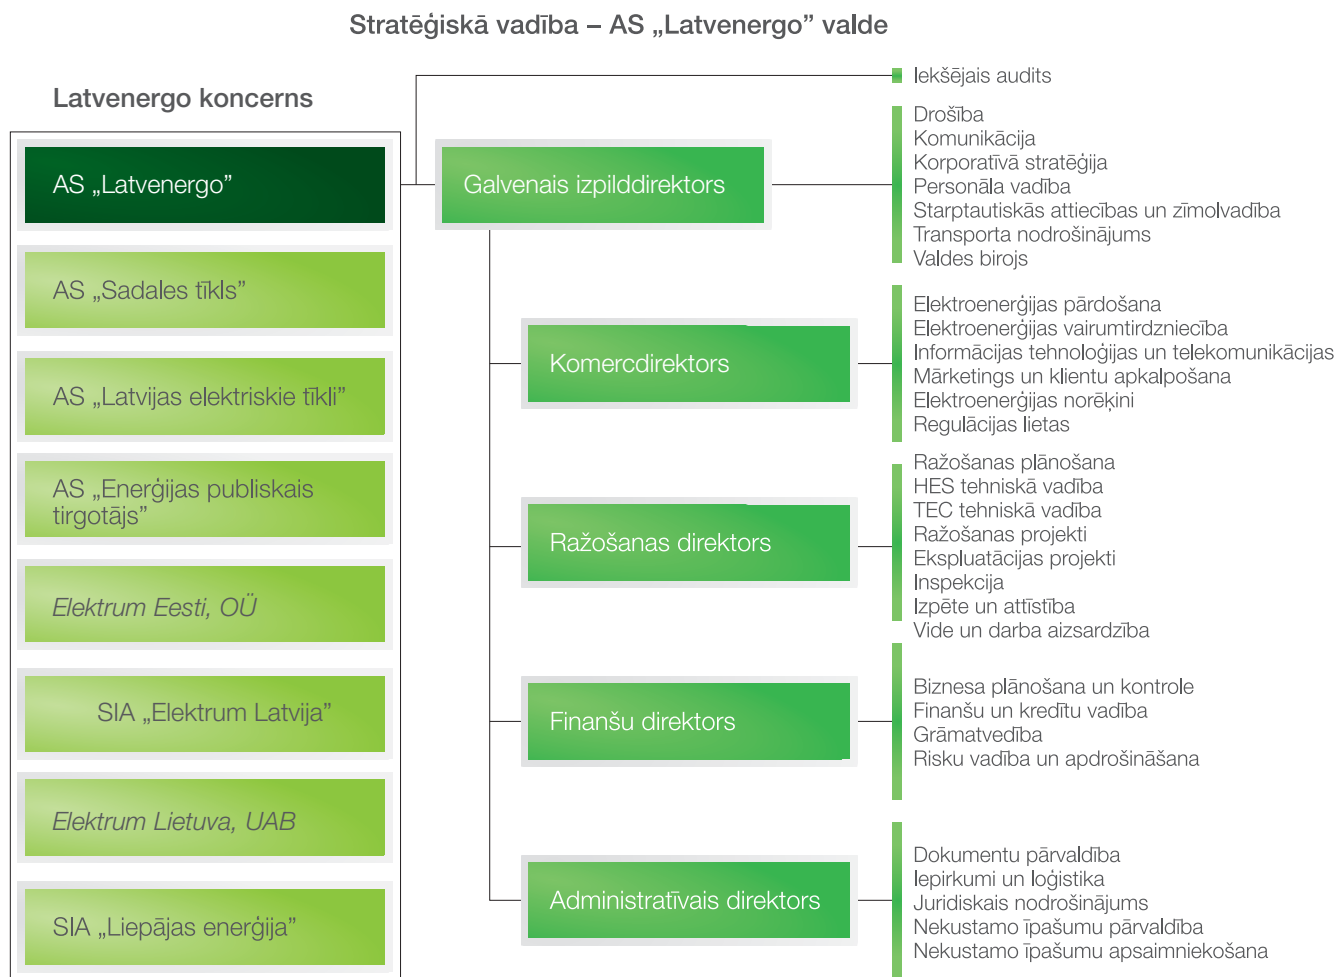 Stratēģiskā vadība – AS „Latvenergo” valde
Latvenergo koncerns
AS „Latvenergo”
AS „Sadales tīkls”
AS „Latvijas elektriskie tīkli”
AS „Enerģijas publiskais
tirgotājs”
Elektrum Eesti, OÜ
SIA „Elektrum Latvija”
Elektrum Lietuva, UAB
SIA „Liepājas enerģija”
Iekšējais audits
Galvenais izpilddirektors
Drošība
Komunikācija
Korporatīvā stratēģija
Personāla vadība
Starptautiskās attiecības un zīmolvadība
Transporta nodrošinājums
Valdes birojs
Komercdirektors
Elektroenerģijas pārdošana
Elektroenerģijas vairumtirdzniecība
Informācijas tehnoloģijas un telekomunikācijas
Mārketings un klientu apkalpošana
Elektroenerģijas norēķini
Regulācijas lietas
Ražošanas direktors
Ražošanas plānošana
HES tehniskā vadība
TEC tehniskā vadība
Ražošanas projekti
Ekspluatācijas projekti
Inspekcija
Izpēte un attīstība
Vide un darba aizsardzība
Finanšu direktors
Biznesa plānošana un kontrole
Finanšu un kredītu vadība
Grāmatvedība
Risku vadība un apdrošināšana
Administratīvais direktors
Dokumentu pārvaldība
Iepirkumi un loģistika
Juridiskais nodrošinājums
Nekustamo īpašumu pārvaldība
Nekustamo īpašumu apsaimniekošana